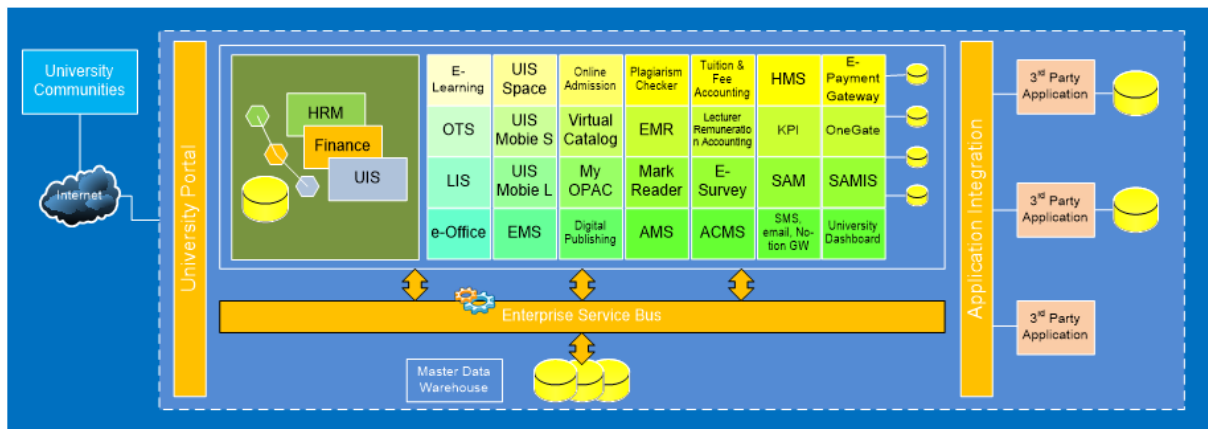 University
Communities
Internet
University Portal
HRM
Finance
UIS
E-
Learning
UIS
Space
Online
Admission
Plagiarism
Checker
Tuition &
Fee
Accounting
HMS
E-
Payment
Gateway
OTS
UIS
Mobie S
Virtual
Catalog
EMR
Lecturer
Remuneratio
n Accounting
KPI
OneGate
LIS
UIS
Mobie L
My
OPAC
Mark
Reader
E-
Survey
SAM
SAMIS
e-Office
EMS
Digital
Publishing
AMS
ACMS
SMS,
email, No-
tion GW
University
Dashboard
Enterprise Service Bus
Master Data
Warehouse
Application Integration
3rd Party
Application
3rd Party
Application
3rd Party
Application